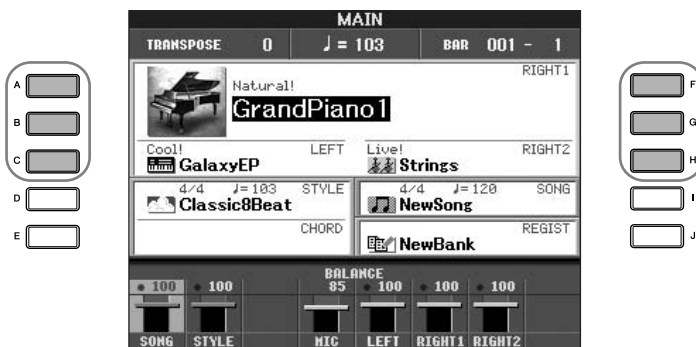 MAIN
TRANSPOSE 0 ♩= 103 BAR 001 - 1
RIGHT1
Natural!
GrandPiano1
Cool! LEFT Live! RIGHT2
GalaxyEP Strings
4/4 ♩=103 STYLE 4/4 ♩=120 SONG
Classic8Beat NewSong
CHORD REGIST
NewBank
BALANCE
100 100 85 100 100 100
SONG STYLE MIC LEFT RIGHT1 RIGHT2
A
B
C
D
E
F
G
H
I
J